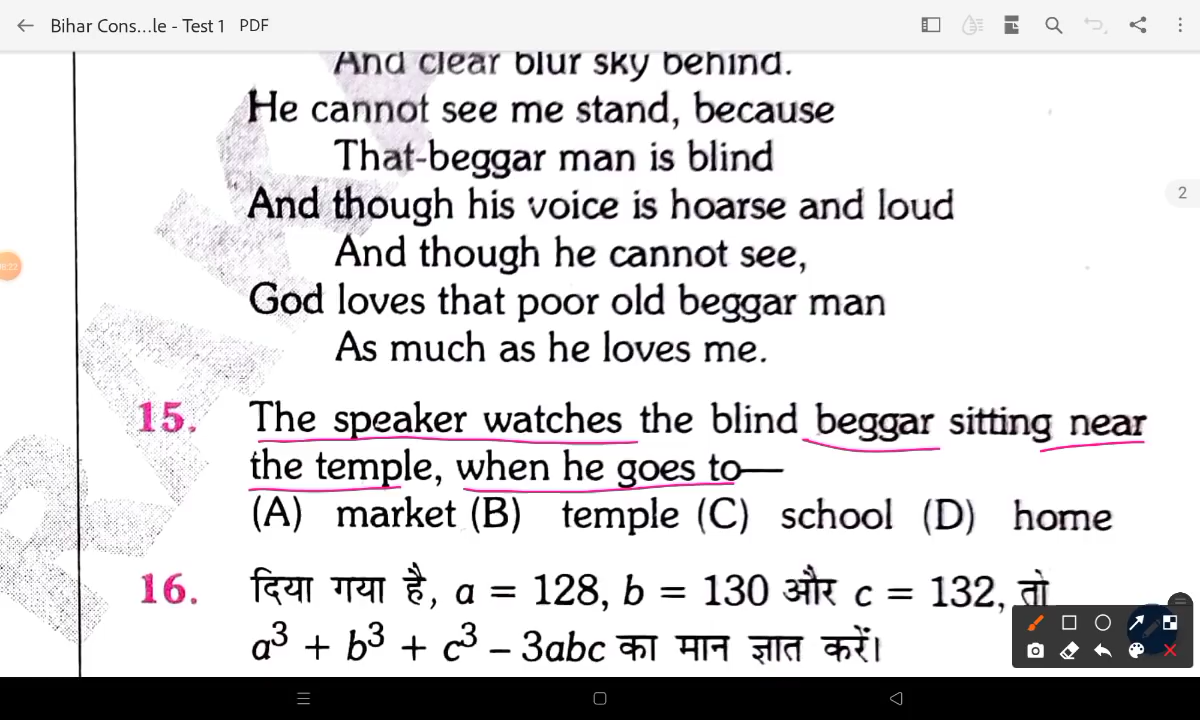 Bihar Cons...le - Test 1 PDF
And clear blur sky behind.
He cannot see me stand, because
That-beggar man is blind
And though his voice is hoarse and loud
And though he cannot see,
God loves that poor old beggar man
As much as he loves me.
2
15. The speaker watches the blind beggar sitting near
the temple, when he goes to—
(A) market (B) temple (C) school (D) home
16. दिया गया है, a = 128, b = 130 और c = 132, तो
a³ + b³ + c³ – 3abc का मान ज्ञात करें।